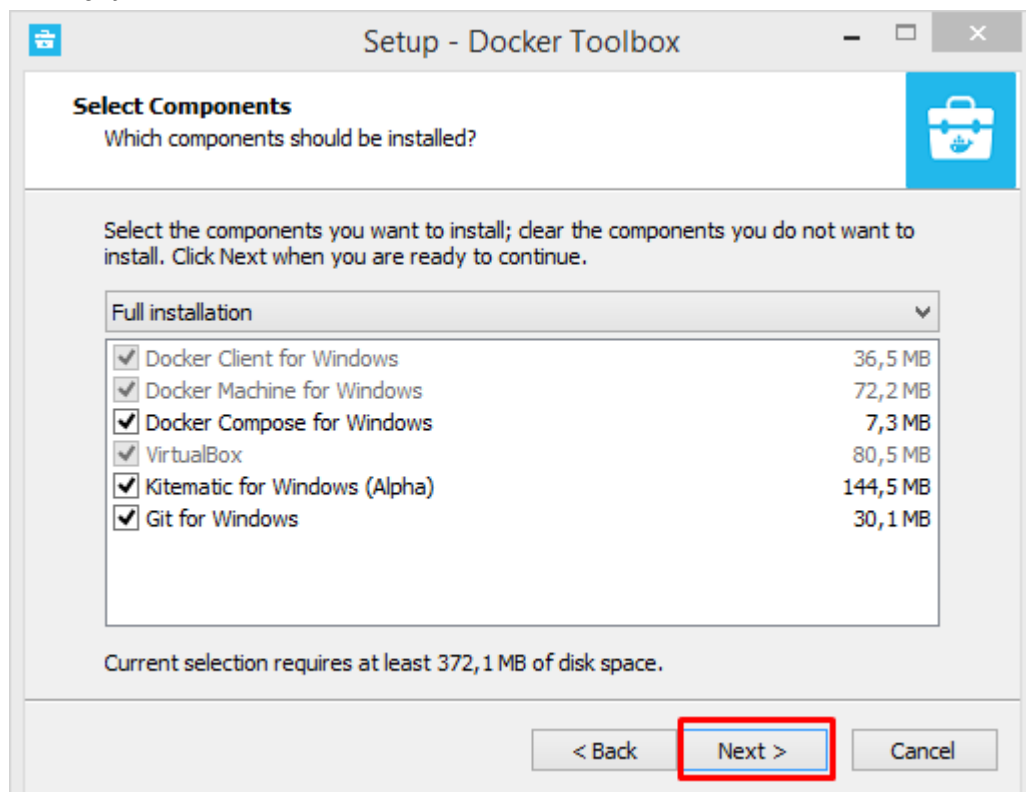 Setup - Docker Toolbox
Select Components
Which components should be installed?
Select the components you want to install; clear the components you do not want to
install. Click Next when you are ready to continue.
Full installation
Docker Client for Windows 36,5 MB
Docker Machine for Windows 72,2 MB
Docker Compose for Windows 7,3 MB
VirtualBox 80,5 MB
Kitematic for Windows (Alpha) 144,5 MB
Git for Windows 30,1 MB
Current selection requires at least 372,1 MB of disk space.
< Back Next > Cancel